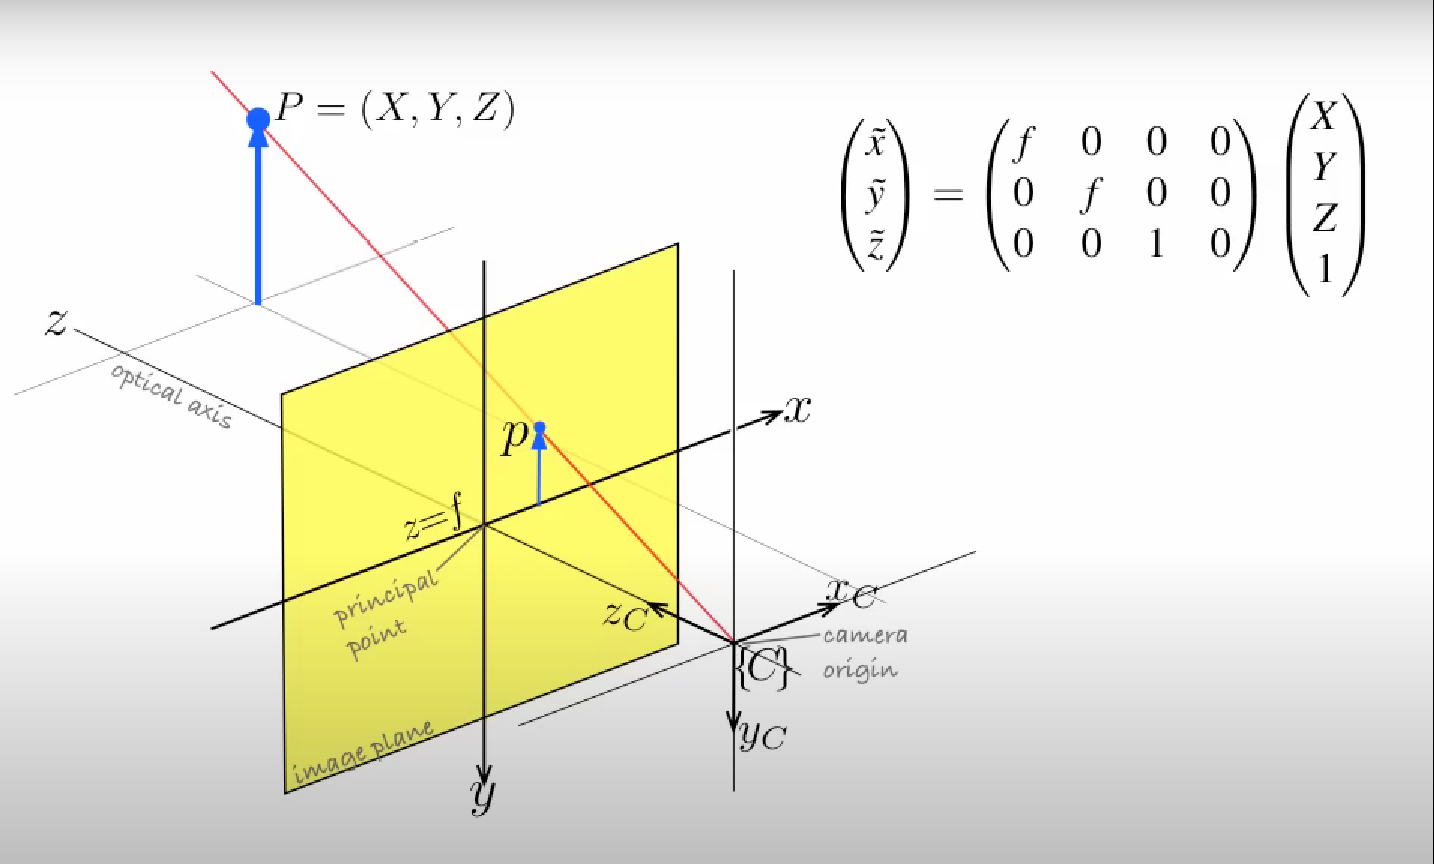 P = (X, Y, Z)
(x̃ ỹ z̃) = (f 0 0 0
0 f 0 0
0 0 1 0) (X Y Z 1)
z
optical axis
x
p
z=f
principal
point
x_C
z_C
camera
{C}
origin
y_C
image plane
y